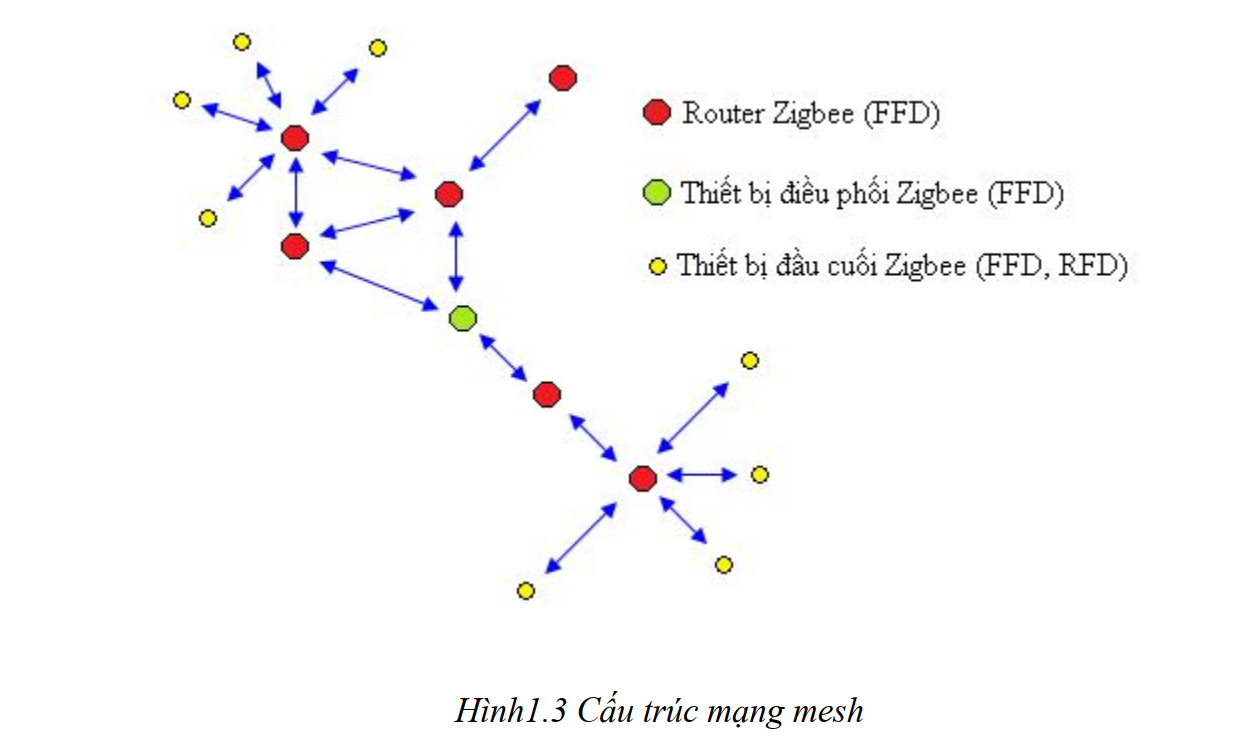 Router Zigbee (FFD)
Thiết bị điều phối Zigbee (FFD)
Thiết bị đầu cuối Zigbee (FFD, RFD)
Hình1.3 Cấu trúc mạng mesh